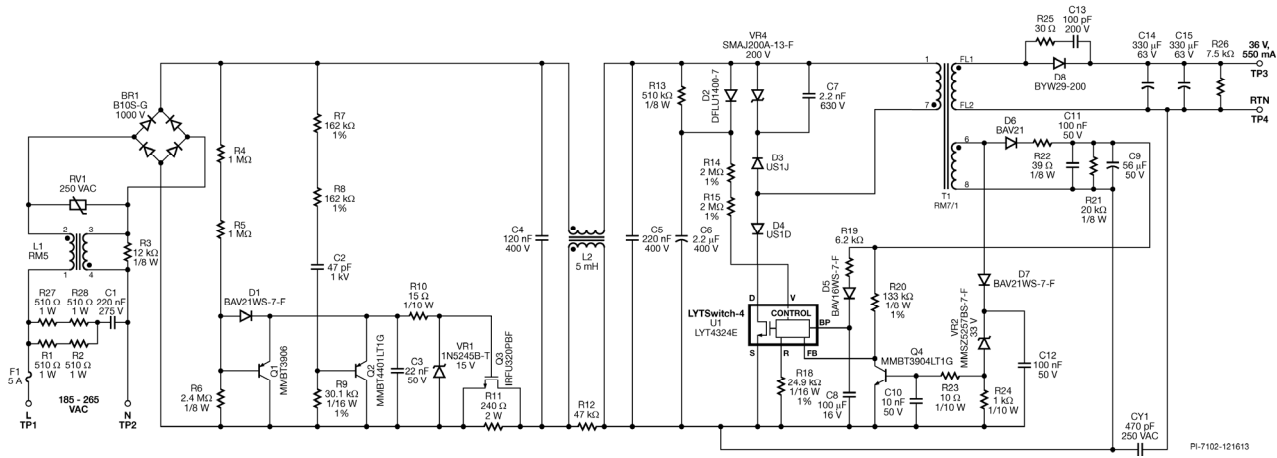 BR1
B10S-G
1000 V
RV1
250 VAC
L1
RM5
2
3
1
4
R3
12 kΩ
1/8 W
R27
510 Ω
1 W
R28
510 Ω
1 W
C1
220 nF
275 V
R1
510 Ω
1 W
R2
510 Ω
1 W
F1
5 A
L
TP1
185 - 265
VAC
N
TP2
R4
1 MΩ
R5
1 MΩ
R6
2.4 MΩ
1/8 W
D1
BAV21WS-7-F
Q1
MMBT3906
R7
162 kΩ
1%
R8
162 kΩ
1%
C2
47 pF
1 kV
R9
30.1 kΩ
1/16 W
1%
Q2
MMBT4401LT1G
C3
22 nF
50 V
R10
15 Ω
1/10 W
VR1
1N5245B-T
15 V
Q3
IRFU320PBF
R11
240 Ω
2 W
C4
120 nF
400 V
L2
5 mH
R12
47 kΩ
C5
220 nF
400 V
C6
2.2 µF
400 V
R13
510 kΩ
1/8 W
D2
DFLU1400-7
VR4
SMAJ200A-13-F
200 V
C7
2.2 nF
630 V
R14
2 MΩ
1%
R15
2 MΩ
1%
D3
US1J
D4
US1D
LYTSwitch-4
U1
LYT4324E
D
V
CONTROL
BP
S
R
FB
R18
24.9 kΩ
1/16 W
1%
R19
6.2 kΩ
D5
BAV16WS-7-F
C8
100 µF
16 V
R20
133 kΩ
1/8 W
1%
Q4
MMBT3904LT1G
C10
10 nF
50 V
R23
10 Ω
1/10 W
R24
1 kΩ
1/10 W
VR2
MMSZ5257BS-7-F
33 V
D7
BAV21WS-7-F
C12
100 nF
50 V
1
7
FL1
FL2
6
8
T1
RM7/1
D6
BAV21
R22
39 Ω
1/8 W
C11
100 nF
50 V
R21
20 kΩ
1/8 W
C9
56 µF
50 V
R25
30 Ω
C13
100 pF
200 V
D8
BYW29-200
C14
330 µF
63 V
C15
330 µF
63 V
R26
7.5 kΩ
36 V,
550 mA
TP3
RTN
TP4
CY1
470 pF
250 VAC
PI-7102-121613